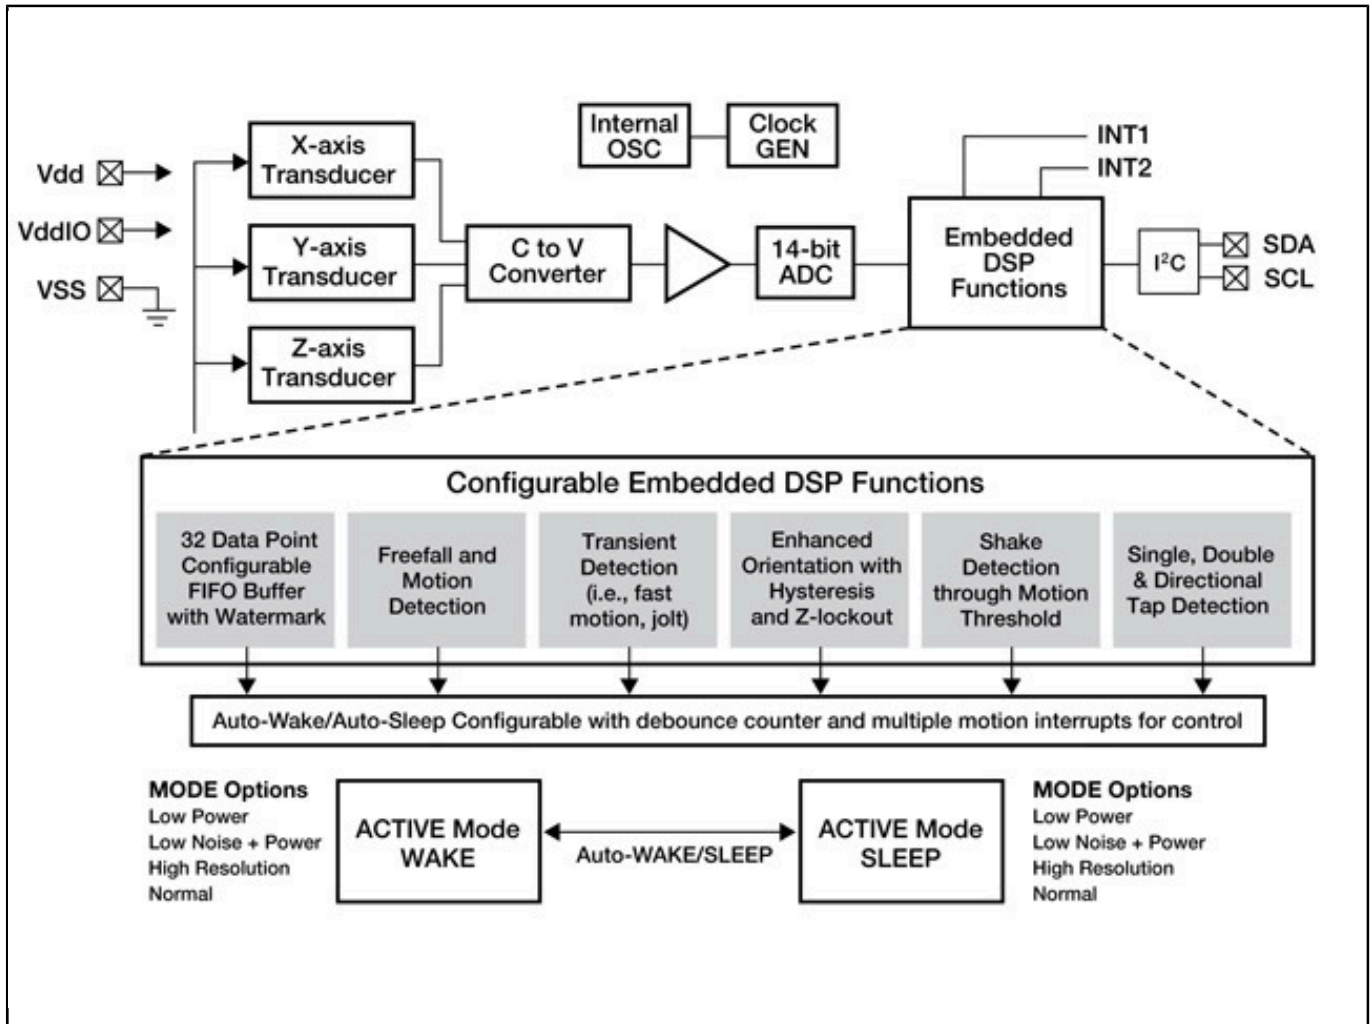 Internal
OSC
Clock
GEN
INT1
INT2
Vdd
VddIO
VSS
X-axis
Transducer
Y-axis
Transducer
Z-axis
Transducer
C to V
Converter
14-bit
ADC
Embedded
DSP
Functions
I²C
SDA
SCL
Configurable Embedded DSP Functions
32 Data Point
Configurable
FIFO Buffer
with Watermark
Freefall and
Motion
Detection
Transient
Detection
(i.e., fast
motion, jolt)
Enhanced
Orientation with
Hysteresis
and Z-lockout
Shake
Detection
through Motion
Threshold
Single, Double
& Directional
Tap Detection
Auto-Wake/Auto-Sleep Configurable with debounce counter and multiple motion interrupts for control
MODE Options
Low Power
Low Noise + Power
High Resolution
Normal
ACTIVE Mode
WAKE
Auto-WAKE/SLEEP
ACTIVE Mode
SLEEP
MODE Options
Low Power
Low Noise + Power
High Resolution
Normal